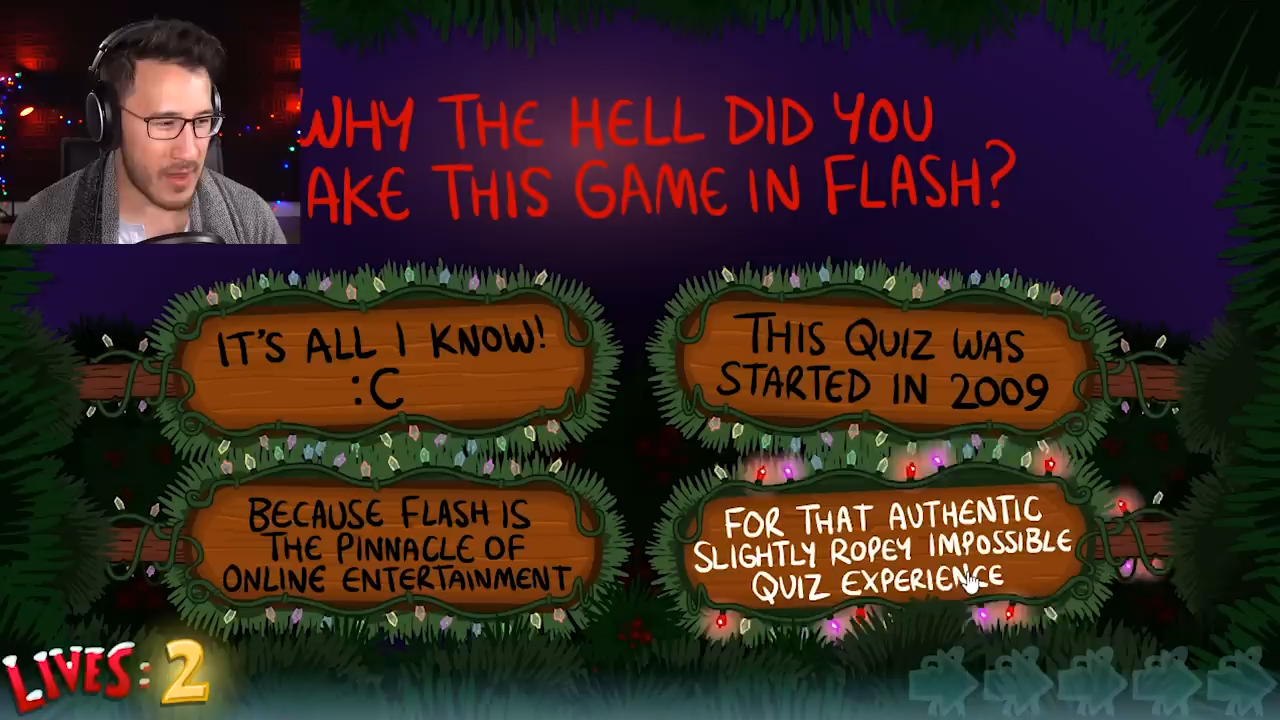 WHY THE HELL DID YOU
AKE THIS GAME IN FLASH?
IT'S ALL I KNOW!
:C
THIS QUIZ WAS
STARTED IN 2009
BECAUSE FLASH IS
THE PINNACLE OF
ONLINE ENTERTAINMENT
FOR THAT AUTHENTIC
SLIGHTLY ROPEY IMPOSSIBLE
QUIZ EXPERIENCE
LIVES: 2